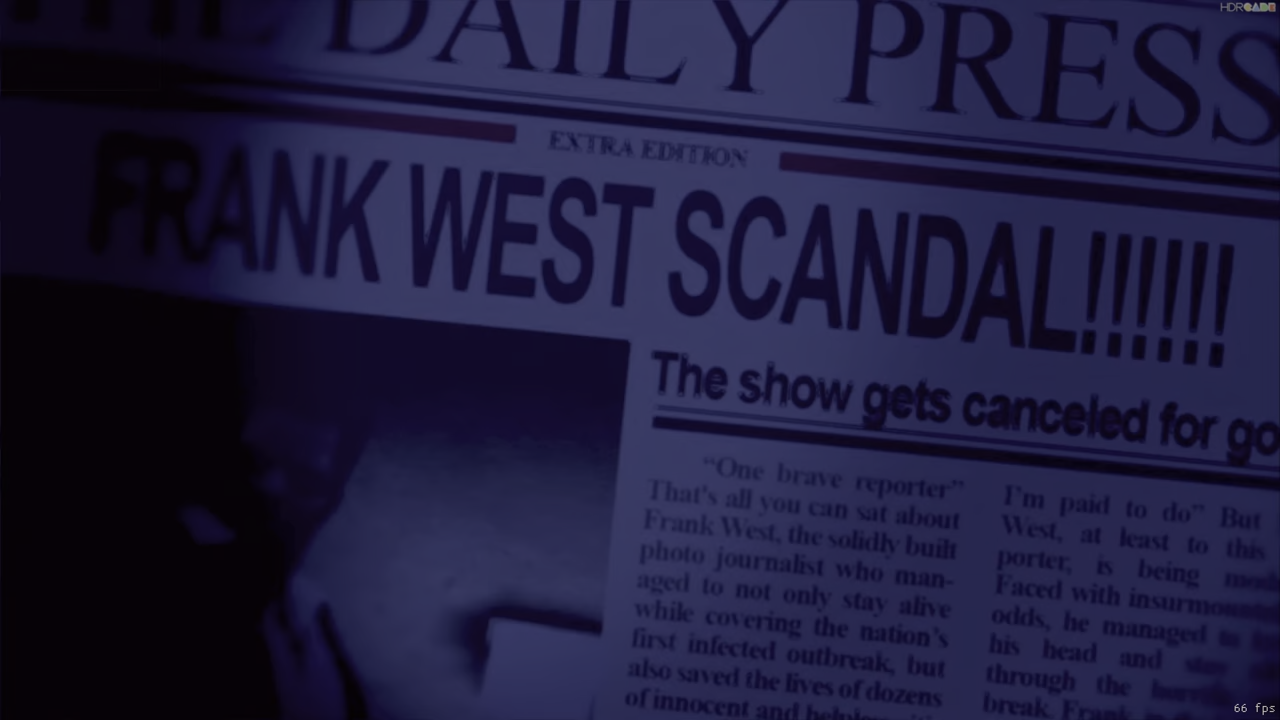 HDRCADE
THE DAILY PRESS
EXTRA EDITION
FRANK WEST SCANDAL!!!!!!
The show gets canceled for go
“One brave reporter”
That's all you can sat about
Frank West, the solidly built
photo journalist who man-
aged to not only stay alive
while covering the nation's
first infected outbreak, but
also saved the lives of dozens
of innocent and
I'm paid to do” But
West, at least to this
porter, is being
Faced with
odds, he managed
his head and
through the
break. Frank
66 fps